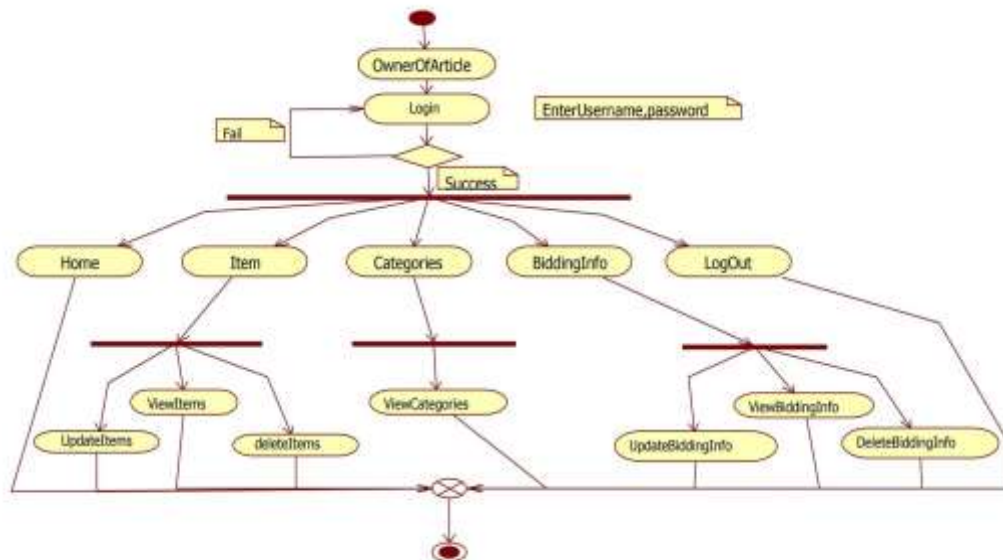 OwnerOfArticle
Login
EnterUsername,password
Fail
Success
Home
Item
Categories
BiddingInfo
LogOut
ViewItems
ViewCategories
ViewBiddingInfo
UpdateItems
deleteItems
UpdateBiddingInfo
DeleteBiddingInfo